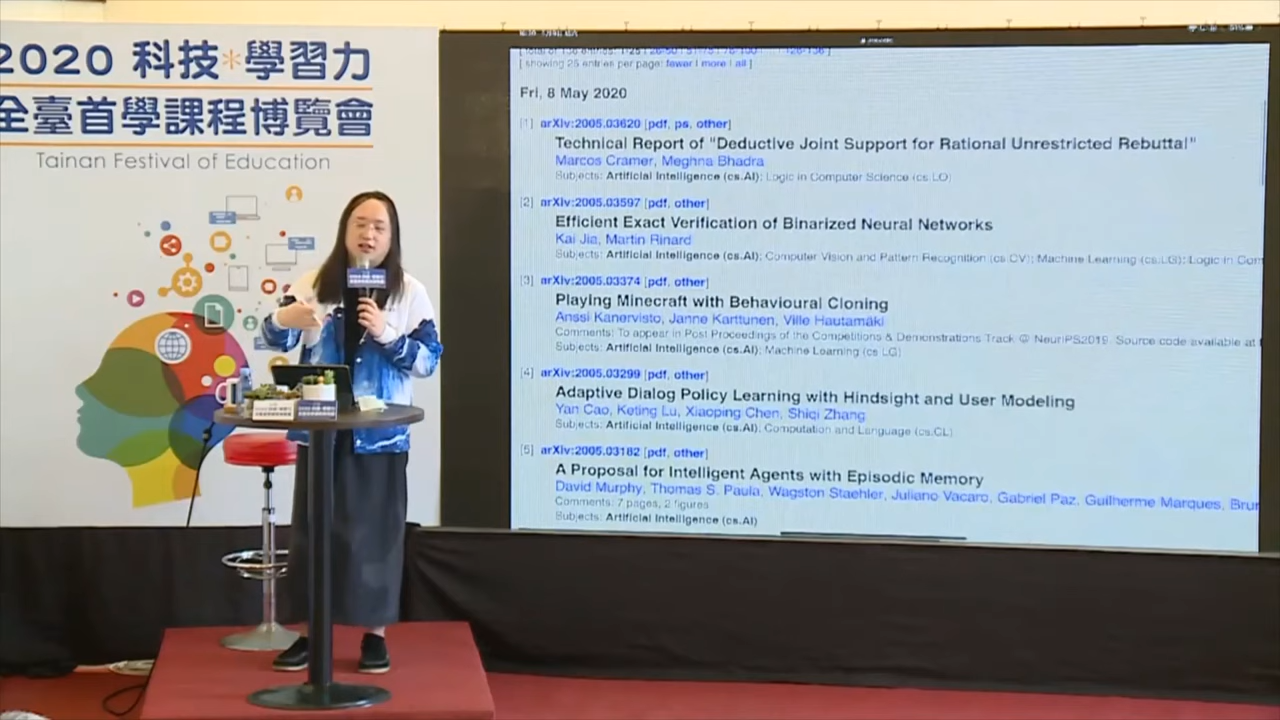 2020 科技*學習力
全臺首學課程博覽會
Tainan Festival of Education
[ showing 25 entries per page: fewer | more | all ]
Fri, 8 May 2020
[1] arXiv:2005.03620 [pdf, ps, other]
Technical Report of "Deductive Joint Support for Rational Unrestricted Rebuttal"
Marcos Cramer, Meghna Bhadra
Subjects: Artificial Intelligence (cs.AI); Logic in Computer Science (cs.LO)
[2] arXiv:2005.03597 [pdf, other]
Efficient Exact Verification of Binarized Neural Networks
Kai Jia, Martin Rinard
Subjects: Artificial Intelligence (cs.AI); Computer Vision and Pattern Recognition (cs.CV); Machine Learning (cs.LG); Logic in Com
[3] arXiv:2005.03374 [pdf, other]
Playing Minecraft with Behavioural Cloning
Anssi Kanervisto, Janne Karttunen, Ville Hautamäki
Comments: To appear in Post Proceedings of the Competitions & Demonstrations Track @ NeurIPS2019. Source code available at
Subjects: Artificial Intelligence (cs.AI); Machine Learning (cs.LG)
[4] arXiv:2005.03299 [pdf, other]
Adaptive Dialog Policy Learning with Hindsight and User Modeling
Yan Cao, Keting Lu, Xiaoping Chen, Shiqi Zhang
Subjects: Artificial Intelligence (cs.AI); Computation and Language (cs.CL)
[5] arXiv:2005.03182 [pdf, other]
A Proposal for Intelligent Agents with Episodic Memory
David Murphy, Thomas S. Paula, Wagston Staehler, Juliano Vacaro, Gabriel Paz, Guilherme Marques, Brun
Comments: 7 pages, 2 figures
Subjects: Artificial Intelligence (cs.AI)